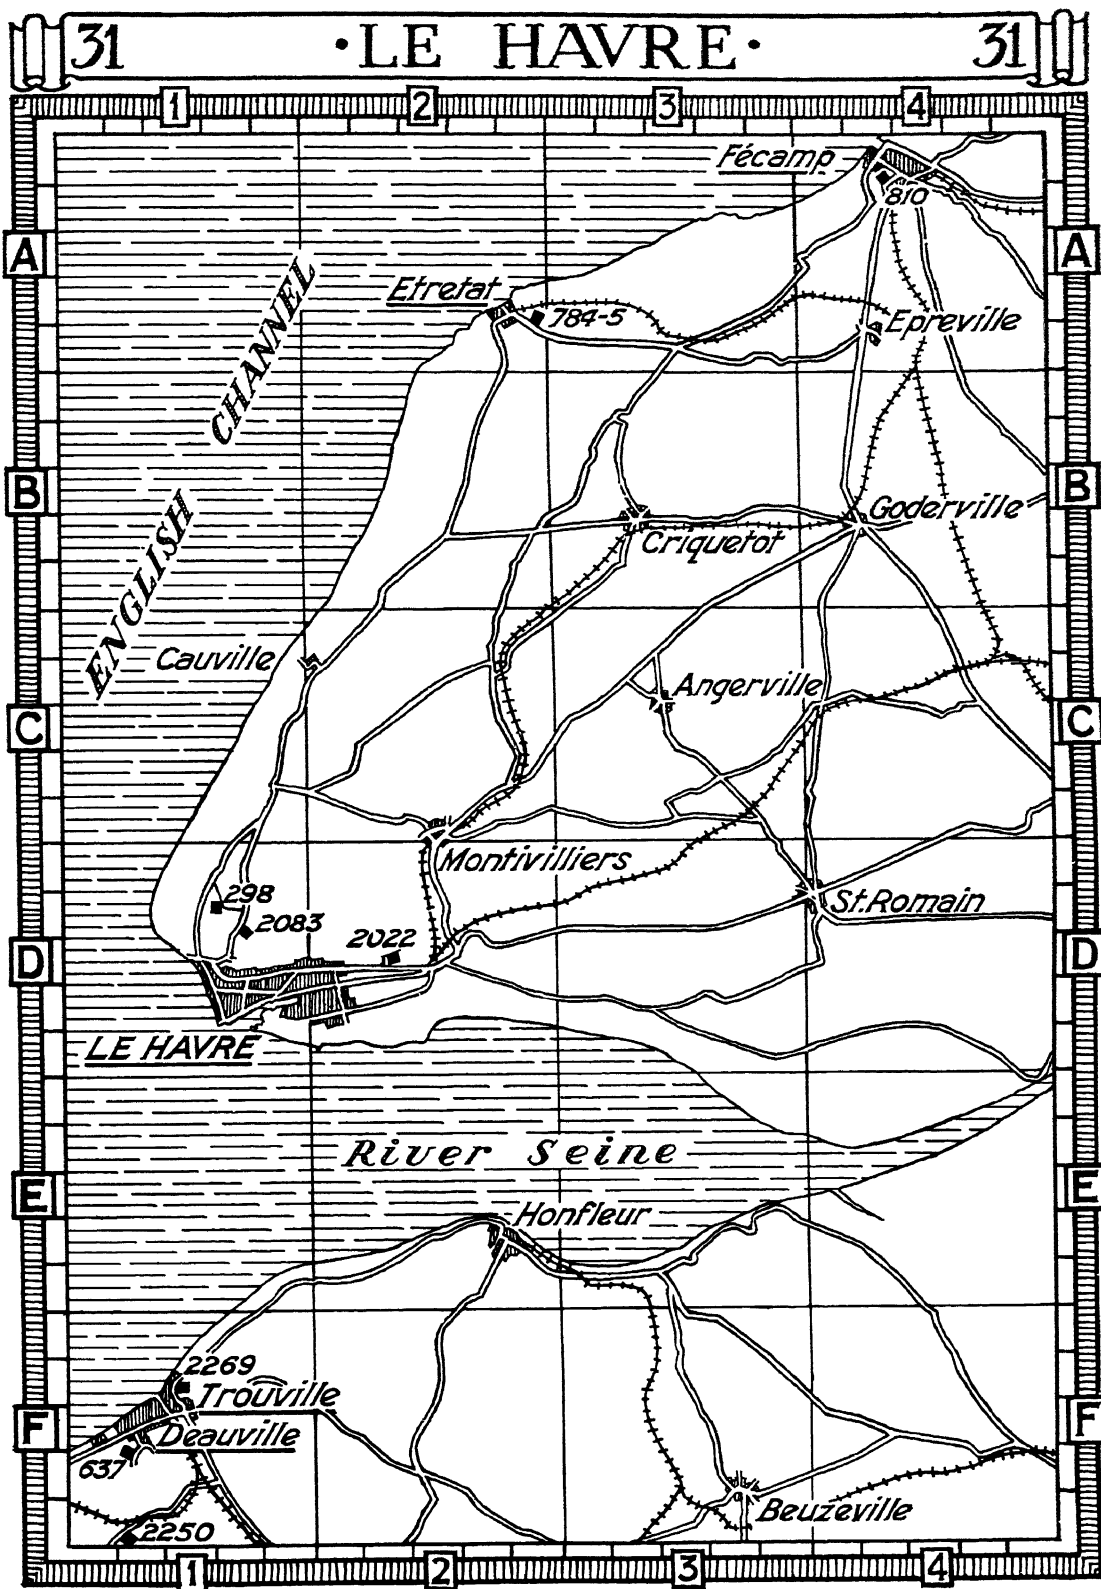 31 ·LE HAVRE· 31
1 2 3 4
Fécamp
810
A A
ENGLISH CHANNEL
Etretat
784-5
Epreville
B B
Goderville
Criquetot
Cauville
Angerville
C C
Montivilliers
298
2083
2022
St.Romain
D D
LE HAVRE
River Seine
E E
Honfleur
2269
Trouville
F F
Deauville
637
Beuzeville
2250
1 2 3 4